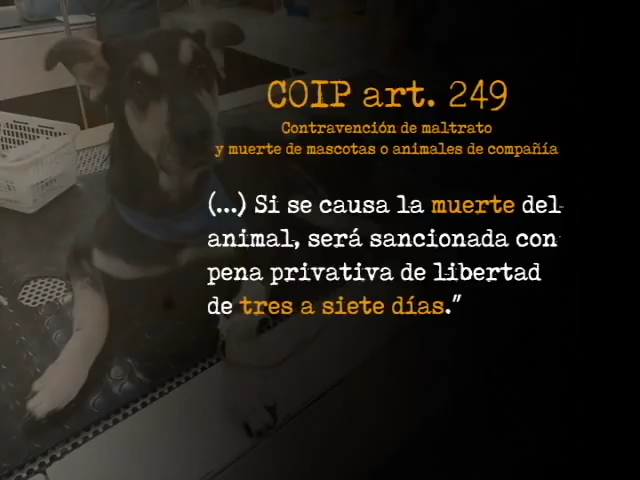 COIP art. 249
Contravención de maltrato
y muerte de mascotas o animales de compañía
(...) Si se causa la muerte del
animal, será sancionada con
pena privativa de libertad
de tres a siete días."